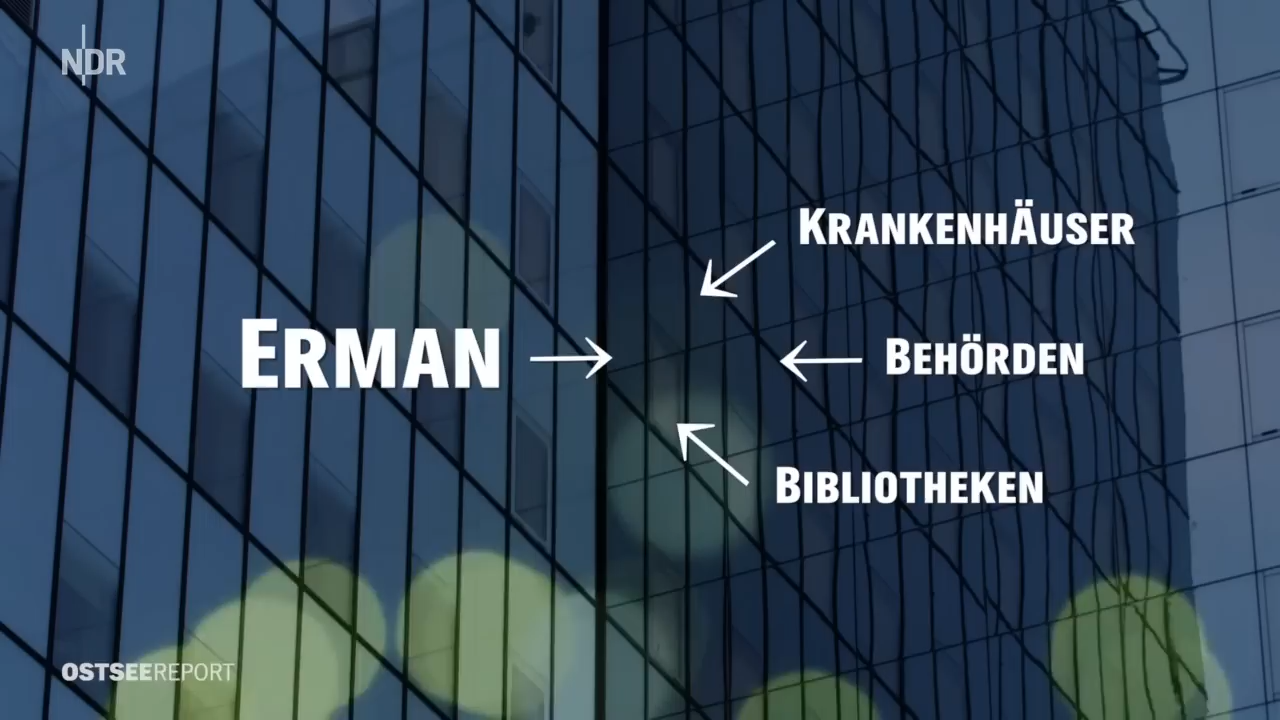 NDR
KRANKENHÄUSER
ERMAN
BEHÖRDEN
BIBLIOTHEKEN
OSTSEEREPORT